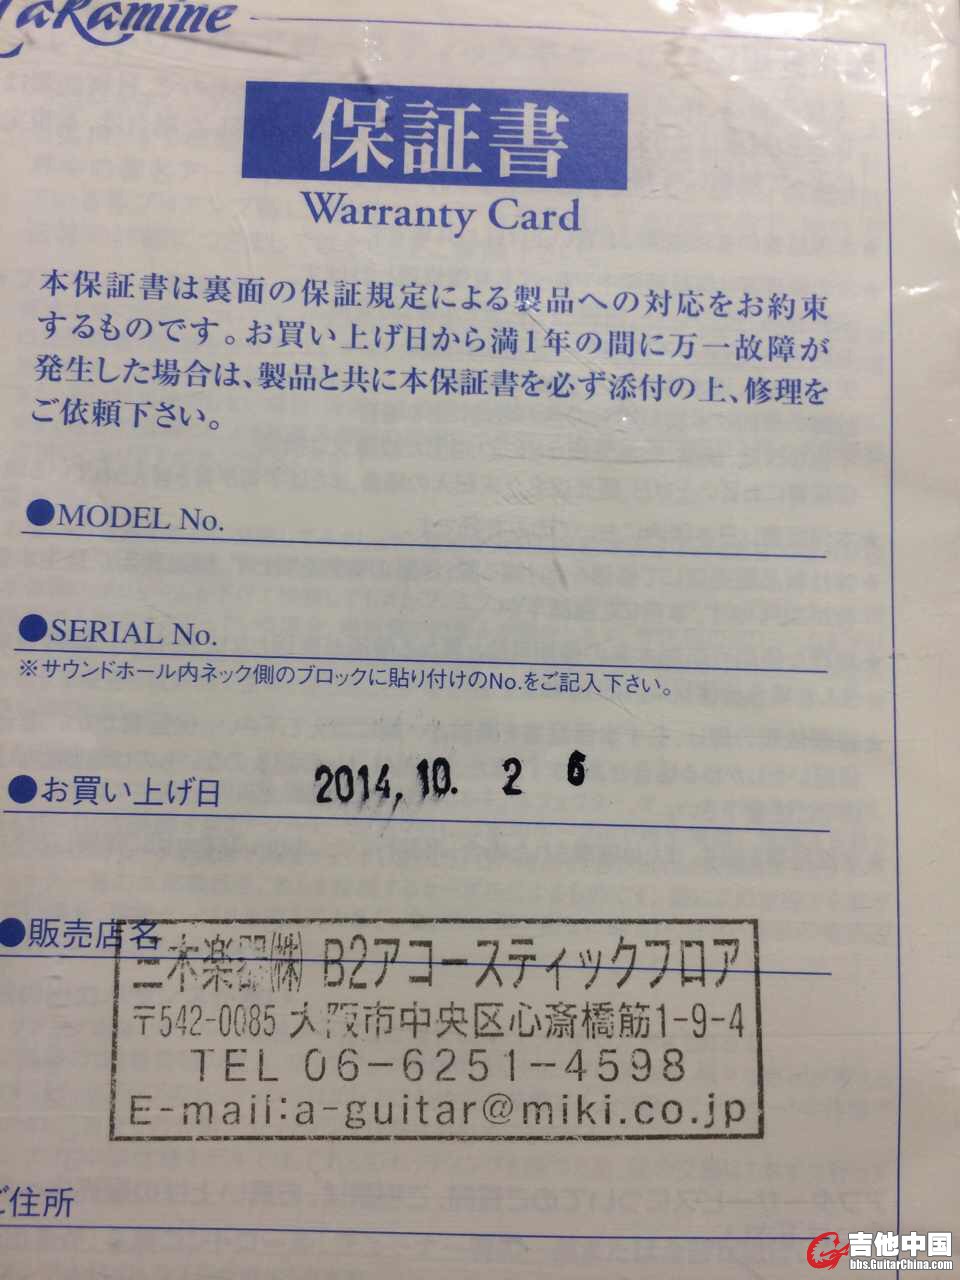 Takamine
保証書
Warranty Card
本保証書は裏面の保証規定による製品への対応をお約束
するものです。お買い上げ日から満1年の間に万一故障が
発生した場合は、製品と共に本保証書を必ず添付の上、修理を
ご依頼下さい。
●MODEL No.
●SERIAL No.
※サウンドホール内ネック側のブロックに貼り付けのNo.をご記入下さい。
●お買い上げ日 2014.10. 2 6
●販売店名
三木楽器㈱ B2アコースティックフロア
〒542-0085 大阪市中央区心斎橋筋1-9-4
TEL 06-6251-4598
E-mail:a-guitar@miki.co.jp
ご住所
吉他中国
bbs.GuitarChina.com